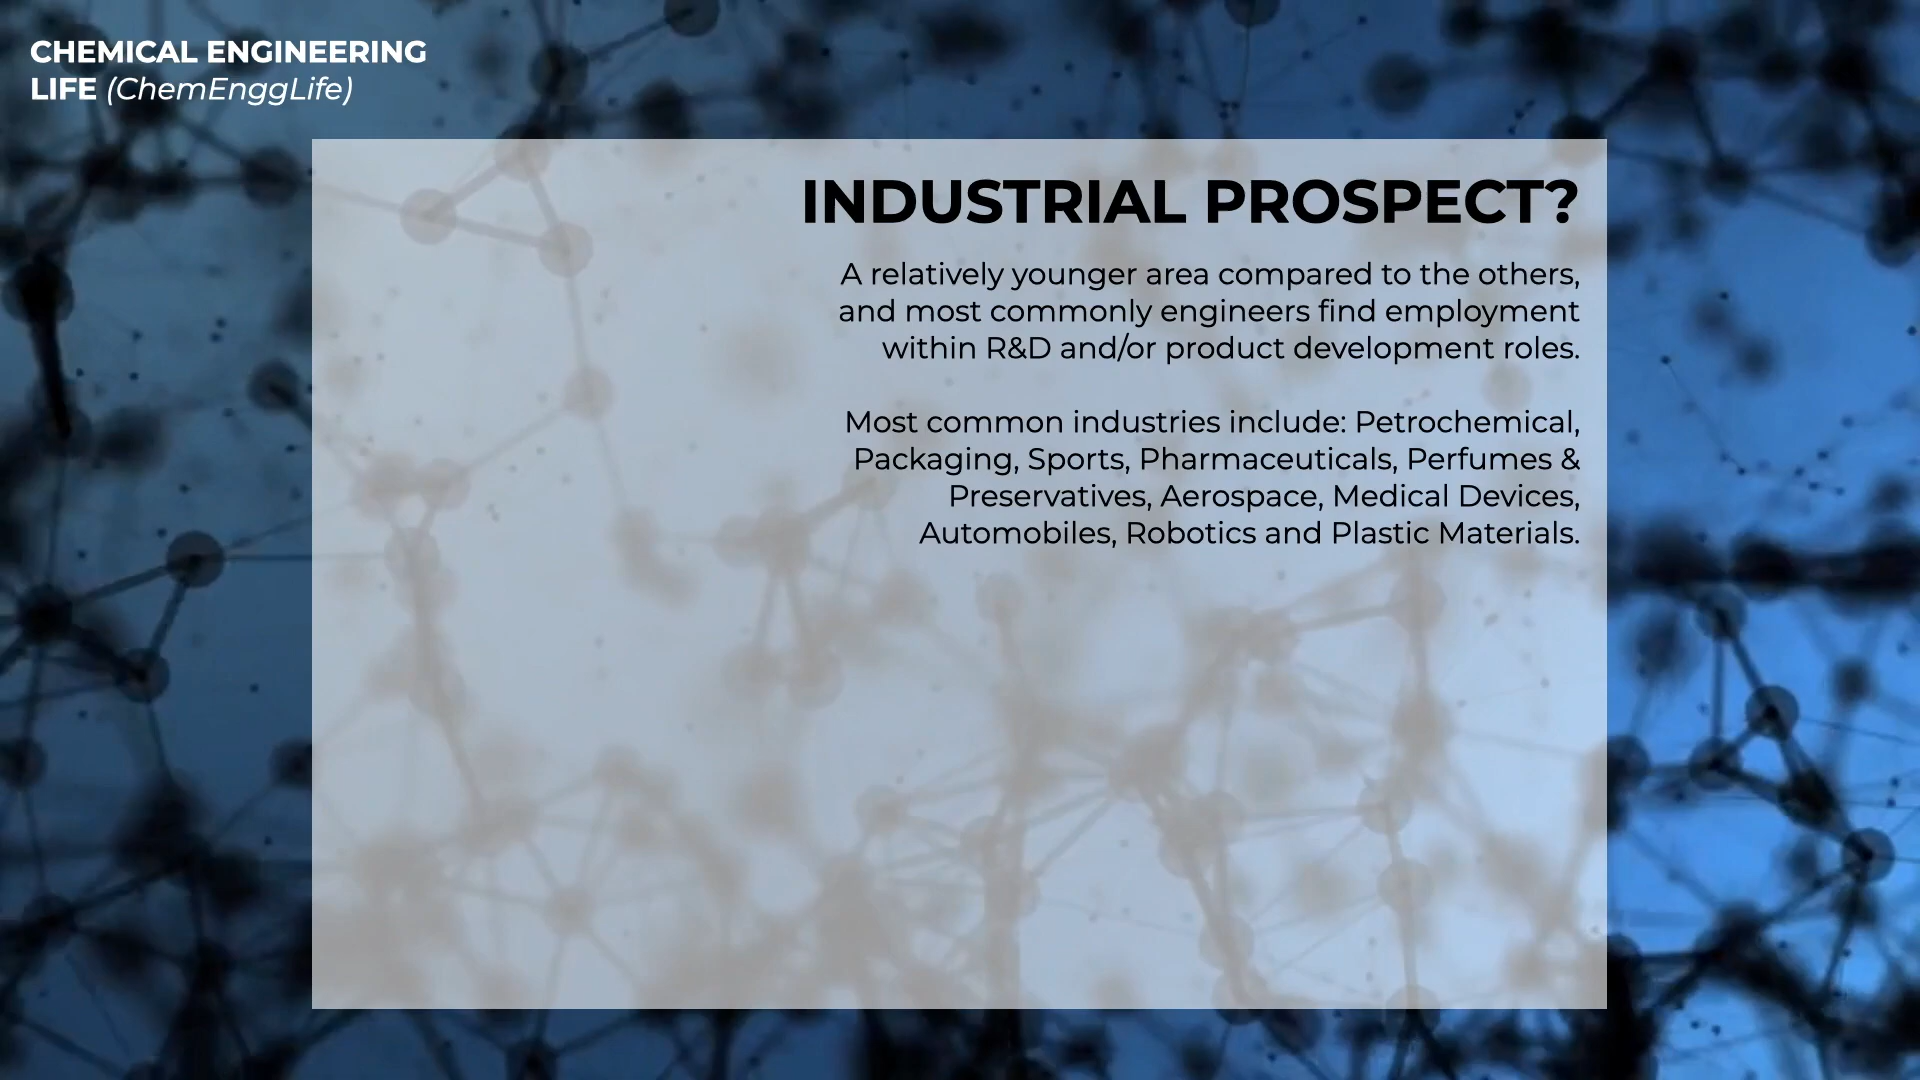 CHEMICAL ENGINEERING
LIFE (ChemEnggLife)
INDUSTRIAL PROSPECT?
A relatively younger area compared to the others,
and most commonly engineers find employment
within R&D and/or product development roles.
Most common industries include: Petrochemical,
Packaging, Sports, Pharmaceuticals, Perfumes &
Preservatives, Aerospace, Medical Devices,
Automobiles, Robotics and Plastic Materials.